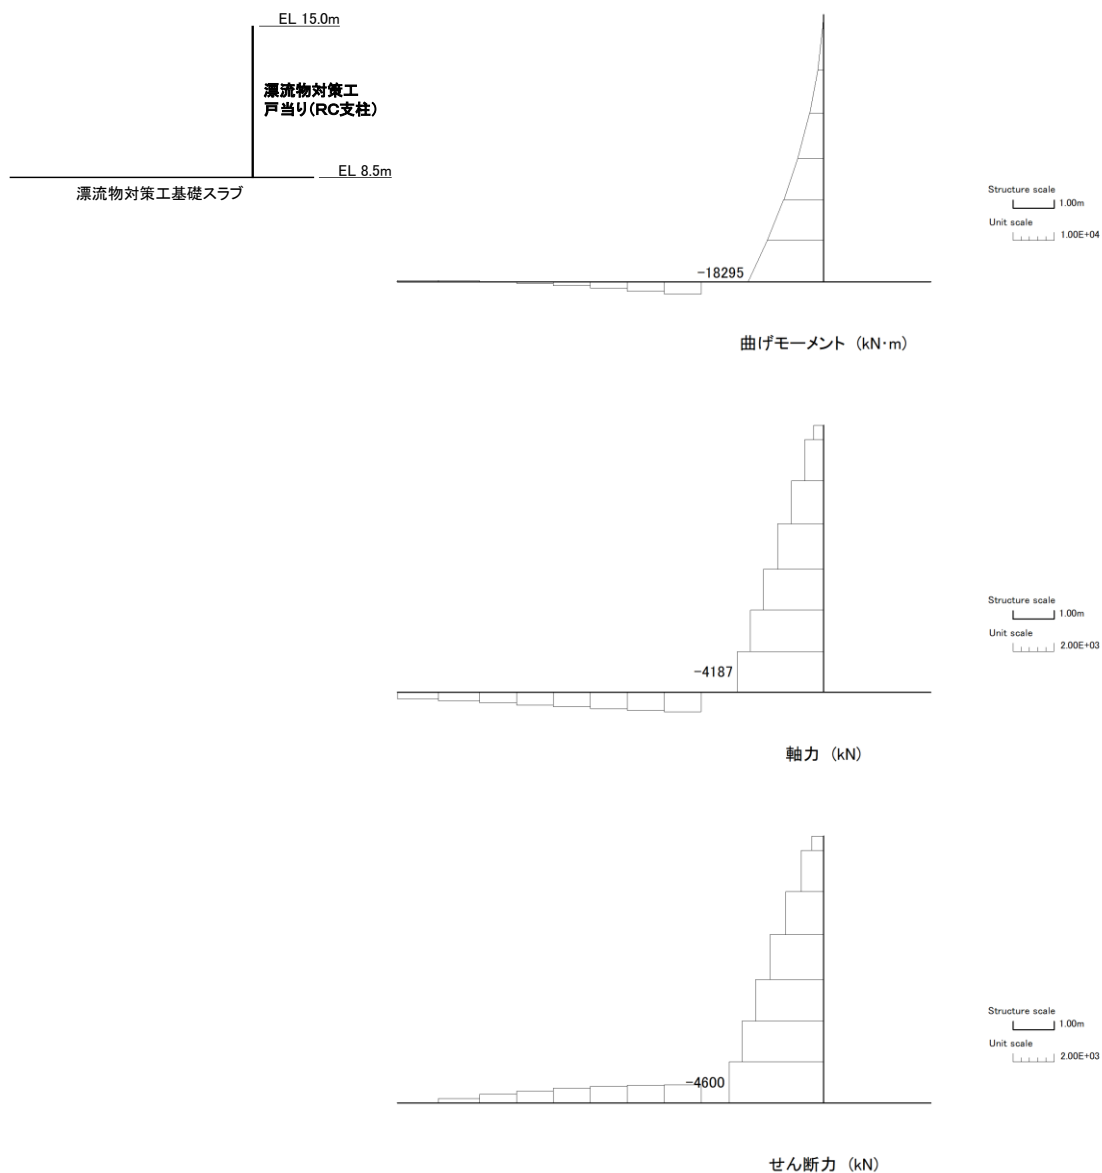 EL 15.0m
漂流物対策工
戸当り(RC支柱)
EL 8.5m
漂流物対策工基礎スラブ
Structure scale
1.00m
Unit scale
1.00E+04
-18295
曲げモーメント (kN·m)
Structure scale
1.00m
Unit scale
2.00E+03
-4187
軸力 (kN)
Structure scale
1.00m
Unit scale
2.00E+03
-4600
せん断力 (kN)